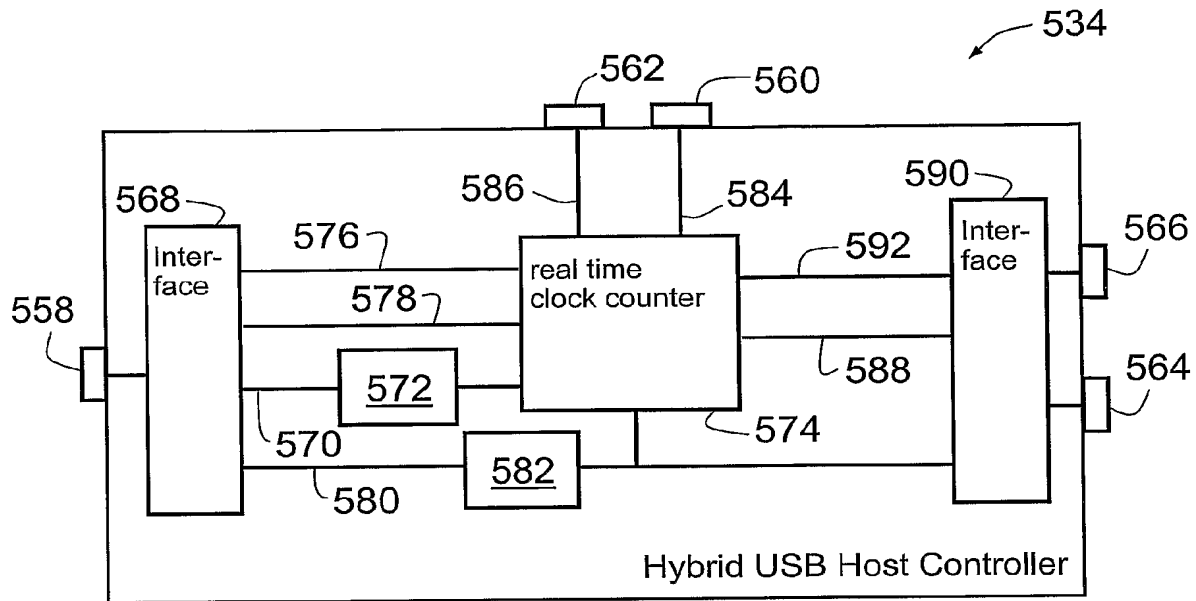 534
562
560
586
584
568
590
Inter-
face
Inter-
face
576
592
566
real time
clock counter
578
558
572
588
564
570
574
582
580
Hybrid USB Host Controller